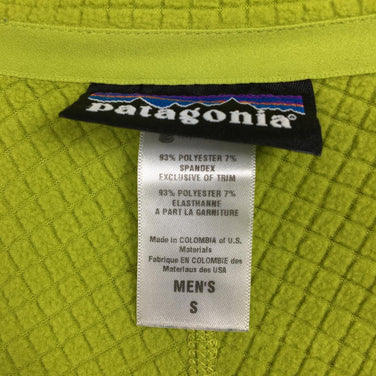 patagonia®
93% POLYESTER 7%
SPANDEX
EXCLUSIVE OF TRIM
93% POLYESTER 7%
ELASTHANNE
A PART LA GARNITURE
Made in COLOMBIA of U.S.
Materials
Fabrique EN COLOMBIE des
Materiaux des USA
MEN'S
S